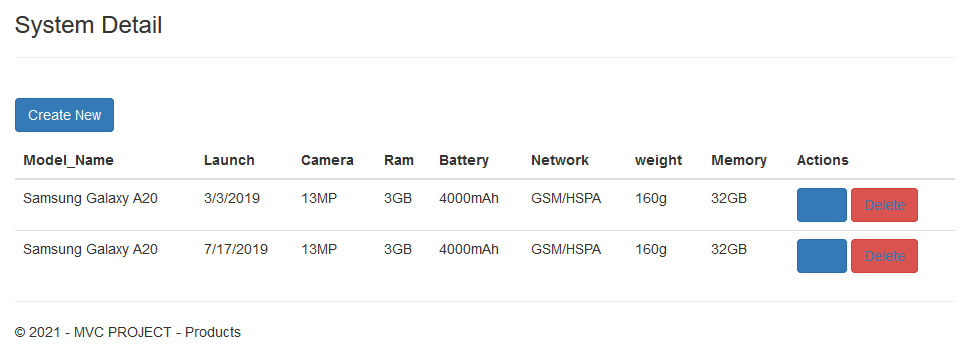 System Detail
Create New
Model_Name Launch Camera Ram Battery Network weight Memory Actions
Samsung Galaxy A20 3/3/2019 13MP 3GB 4000mAh GSM/HSPA 160g 32GB Delete
Samsung Galaxy A20 7/17/2019 13MP 3GB 4000mAh GSM/HSPA 160g 32GB Delete
© 2021 - MVC PROJECT - Products